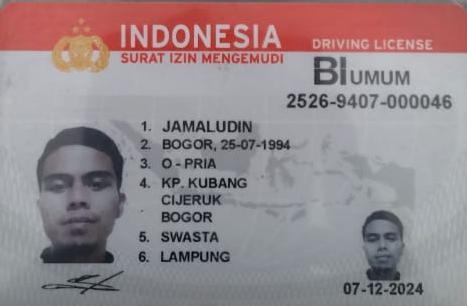 INDONESIA
SURAT IZIN MENGEMUDI
DRIVING LICENSE
BI UMUM
2526-9407-000046
1. JAMALUDIN
2. BOGOR, 25-07-1994
3. O - PRIA
4. KP. KUBANG
CIJERUK
BOGOR
5. SWASTA
6. LAMPUNG
07-12-2024